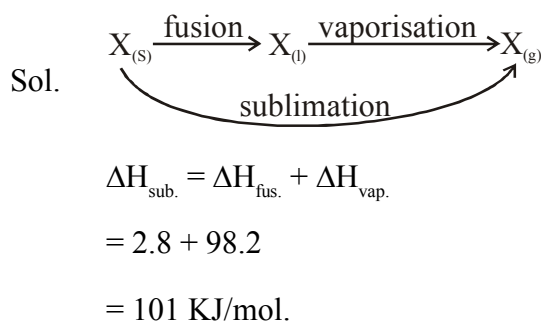 fusion vaporisation
X(S) X(l) X(g)
Sol.
sublimation
ΔHsub. = ΔHfus. + ΔHvap.
= 2.8 + 98.2
= 101 KJ/mol.